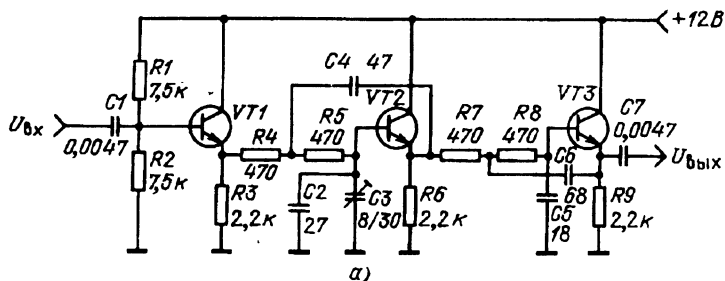 +12В
R1
7,5к
C1
0,0047
Uвх
R2
7,5к
VT1
R3
2,2к
R4
470
C4 47
R5
470
C2
27
C3
8/30
VT2
R6
2,2к
R7
470
R8
470
VT3
C7
0,0047
Uвых
C6
68
C5
18
R9
2,2к
а)